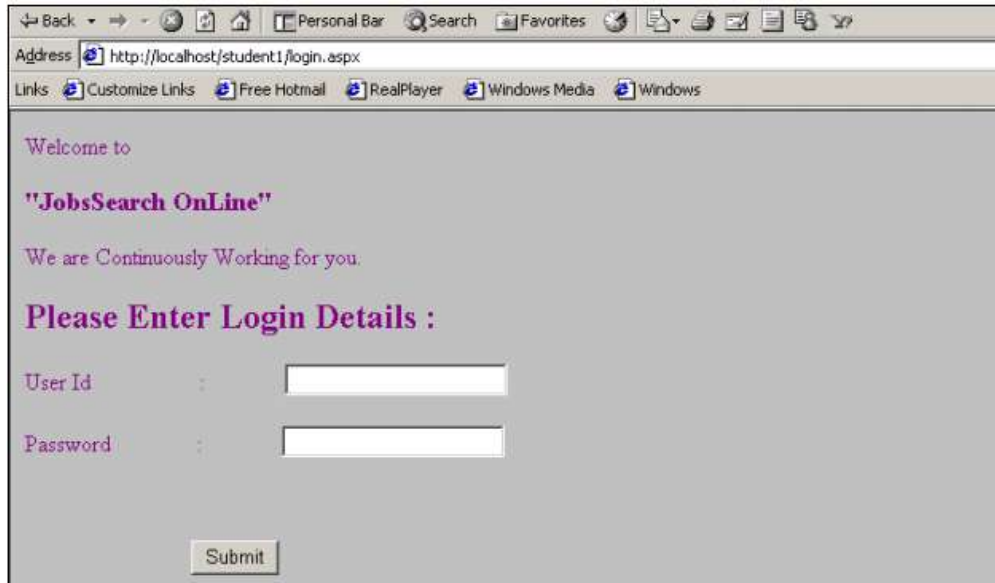 Back Personal Bar Search Favorites
Address http://localhost/student1/login.aspx
Links Customize Links Free Hotmail RealPlayer Windows Media Windows
Welcome to
"JobsSearch OnLine"
We are Continuously Working for you.
Please Enter Login Details :
User Id :
Password :
Submit